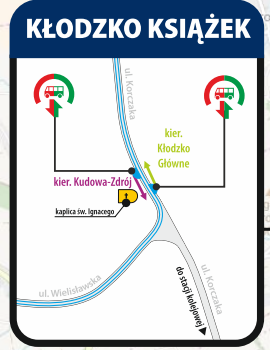 KŁODZKO KSIĄŻEK
ul. Korczaka
kier.
Kłodzko
Główne
kier. Kudowa-Zdrój
kaplica św. Ignacego
ul. Wielisławska
ul. Korczaka
do stacji kolejowej